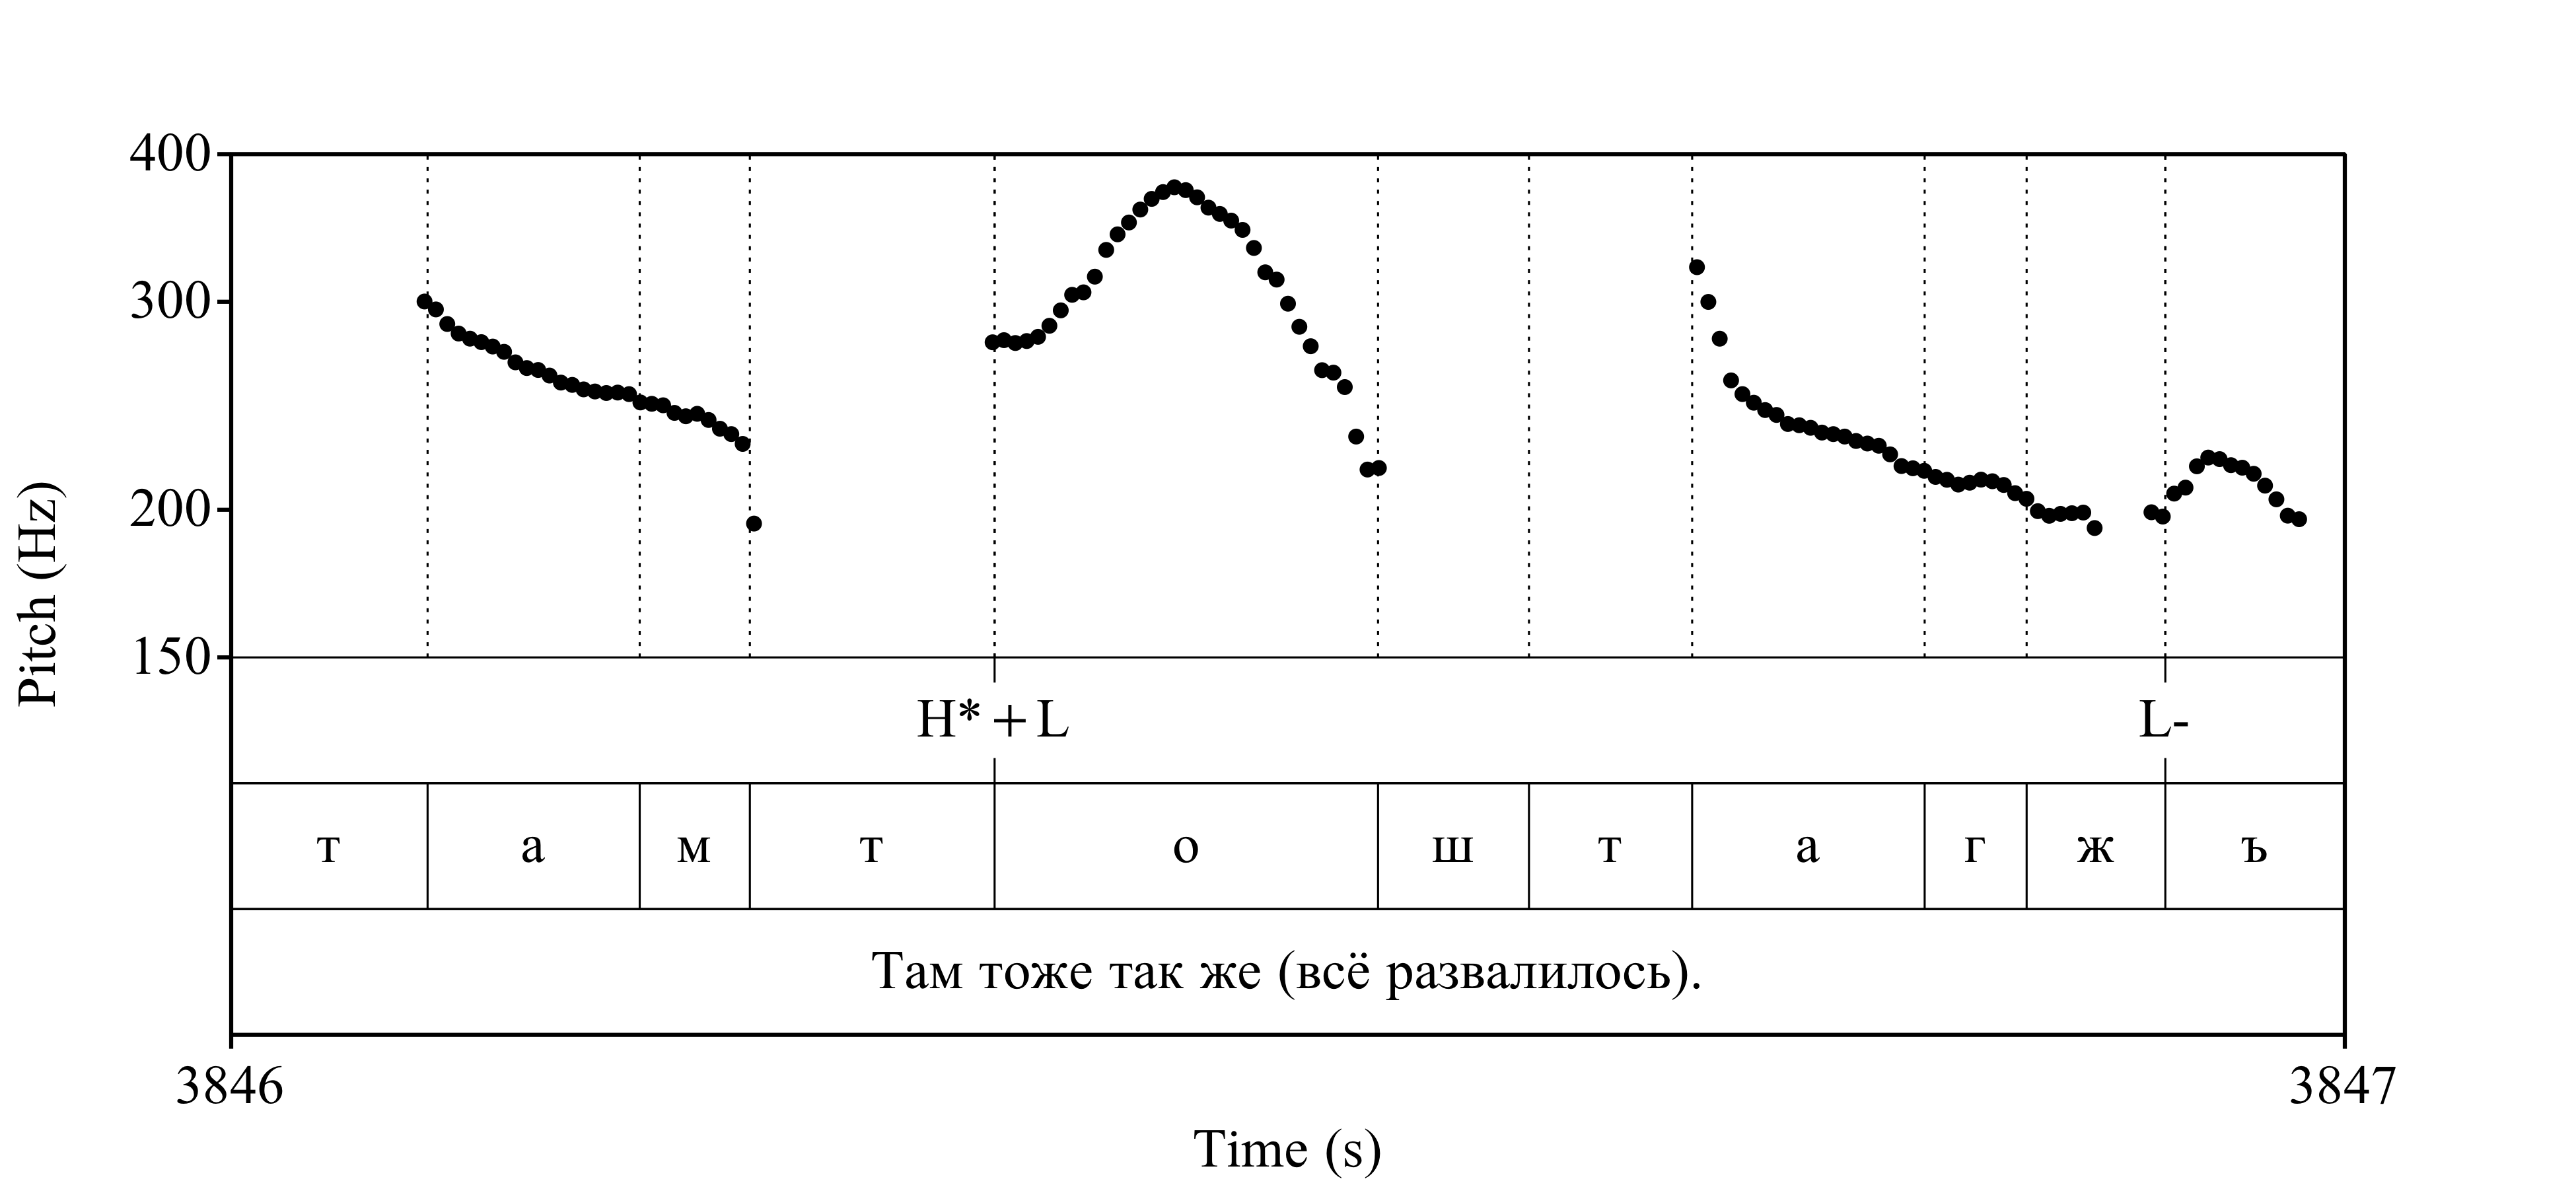 400
300
200
150
Pitch (Hz)
H* + L L-
т а м т о ш т а г ж ъ
Там тоже так же (всё развалилось).
3846 3847
Time (s)